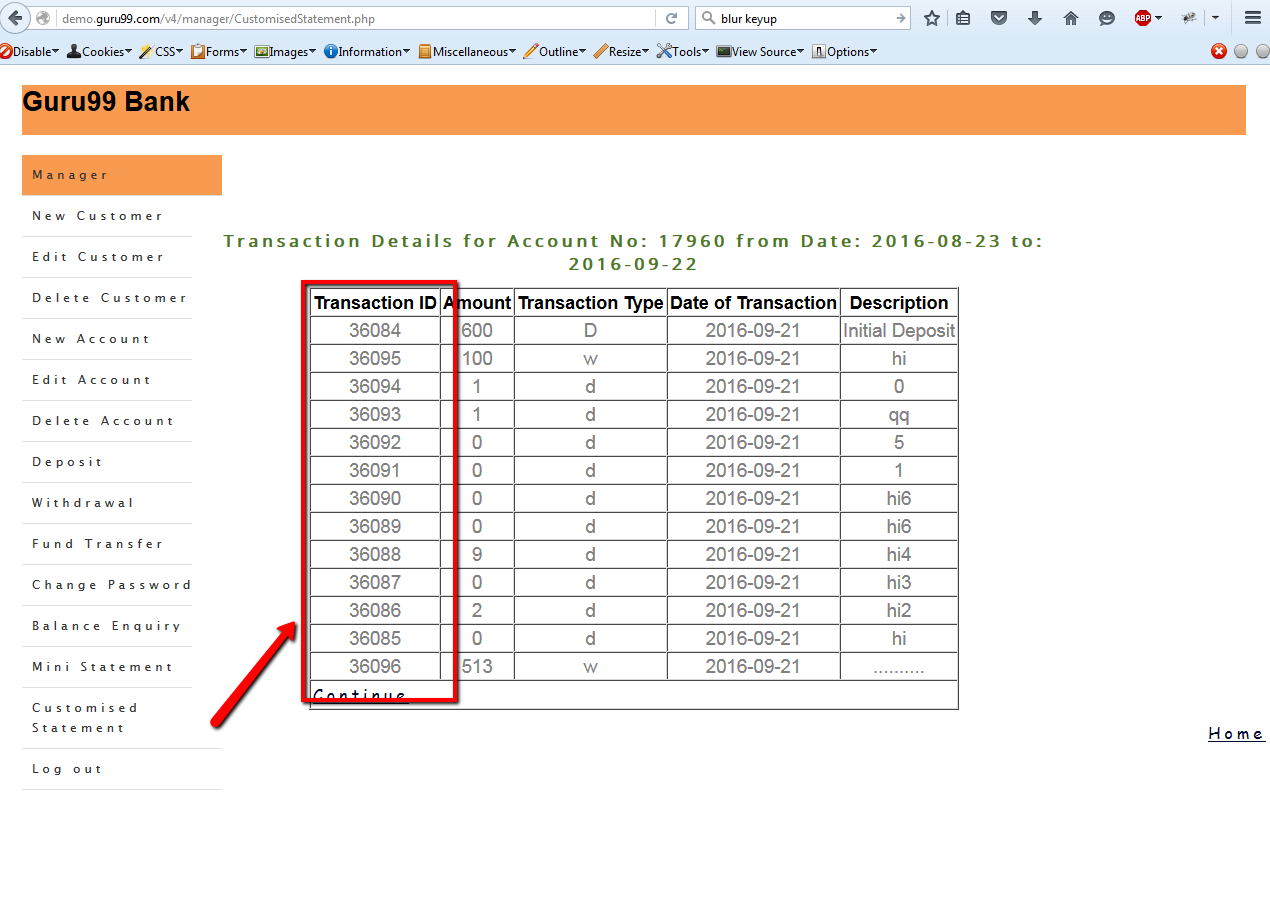 demo.guru99.com/v4/manager/CustomisedStatement.php
blur keyup
ABP
Disable Cookies CSS Forms Images Information Miscellaneous Outline Resize Tools View Source Options
Guru99 Bank
Manager
New Customer
Edit Customer
Delete Customer
New Account
Edit Account
Delete Account
Deposit
Withdrawal
Fund Transfer
Change Password
Balance Enquiry
Mini Statement
Customised
Statement
Log out
Transaction Details for Account No: 17960 from Date: 2016-08-23 to:
2016-09-22
Transaction ID Amount Transaction Type Date of Transaction Description
36084 600 D 2016-09-21 Initial Deposit
36095 100 w 2016-09-21 hi
36094 1 d 2016-09-21 0
36093 1 d 2016-09-21 qq
36092 0 d 2016-09-21 5
36091 0 d 2016-09-21 1
36090 0 d 2016-09-21 hi6
36089 0 d 2016-09-21 hi6
36088 9 d 2016-09-21 hi4
36087 0 d 2016-09-21 hi3
36086 2 d 2016-09-21 hi2
36085 0 d 2016-09-21 hi
36096 513 w 2016-09-21 ..........
Continue
Home